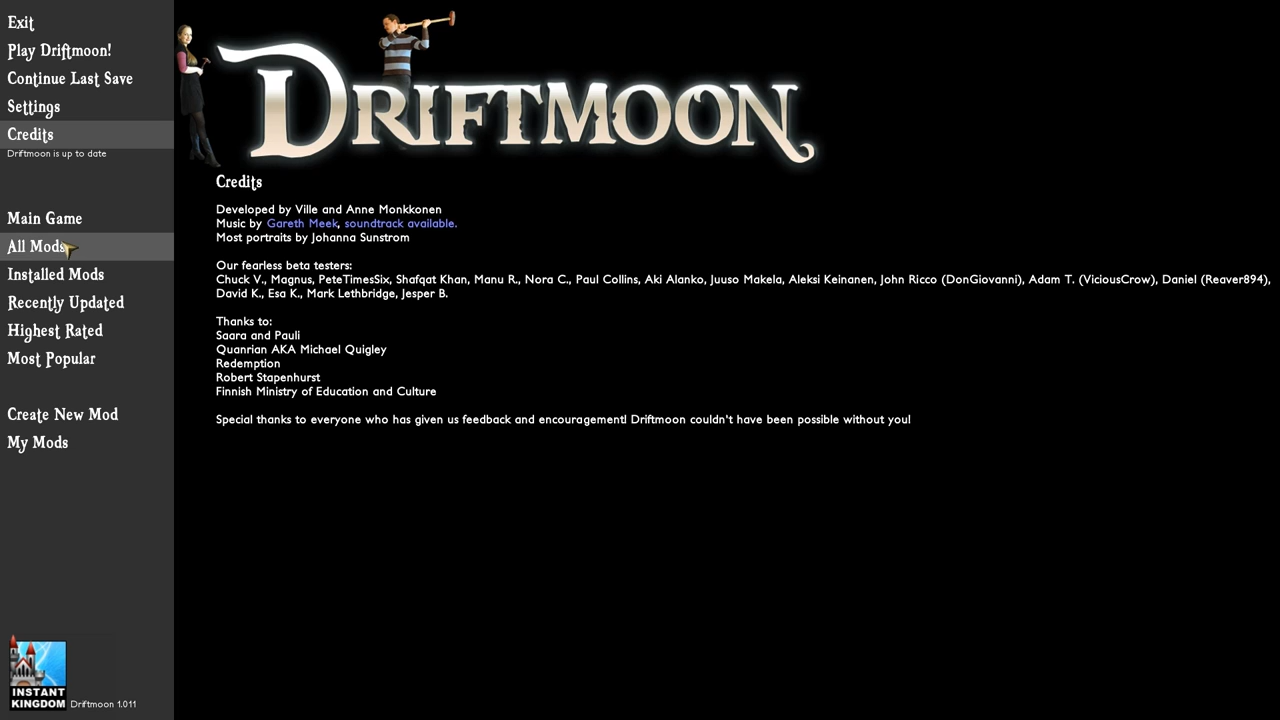 Exit
Play Driftmoon!
Continue Last Save
Settings
Credits
Driftmoon is up to date
Main Game
All Mods
Installed Mods
Recently Updated
Highest Rated
Most Popular
Create New Mod
My Mods
INSTANT
KINGDOM
Driftmoon 1.011
DRIFTMOON
Credits
Developed by Ville and Anne Monkkonen
Music by Gareth Meek, soundtrack available.
Most portraits by Johanna Sunstrom
Our fearless beta testers:
Chuck V., Magnus, PeteTimesSix, Shafqat Khan, Manu R., Nora C., Paul Collins, Aki Alanko, Juuso Makela, Aleksi Keinanen, John Ricco (DonGiovanni), Adam T. (ViciousCrow), Daniel (Reaver894),
David K., Esa K., Mark Lethbridge, Jesper B.
Thanks to:
Saara and Pauli
Quanrian AKA Michael Quigley
Redemption
Robert Stapenhurst
Finnish Ministry of Education and Culture
Special thanks to everyone who has given us feedback and encouragement! Driftmoon couldn't have been possible without you!